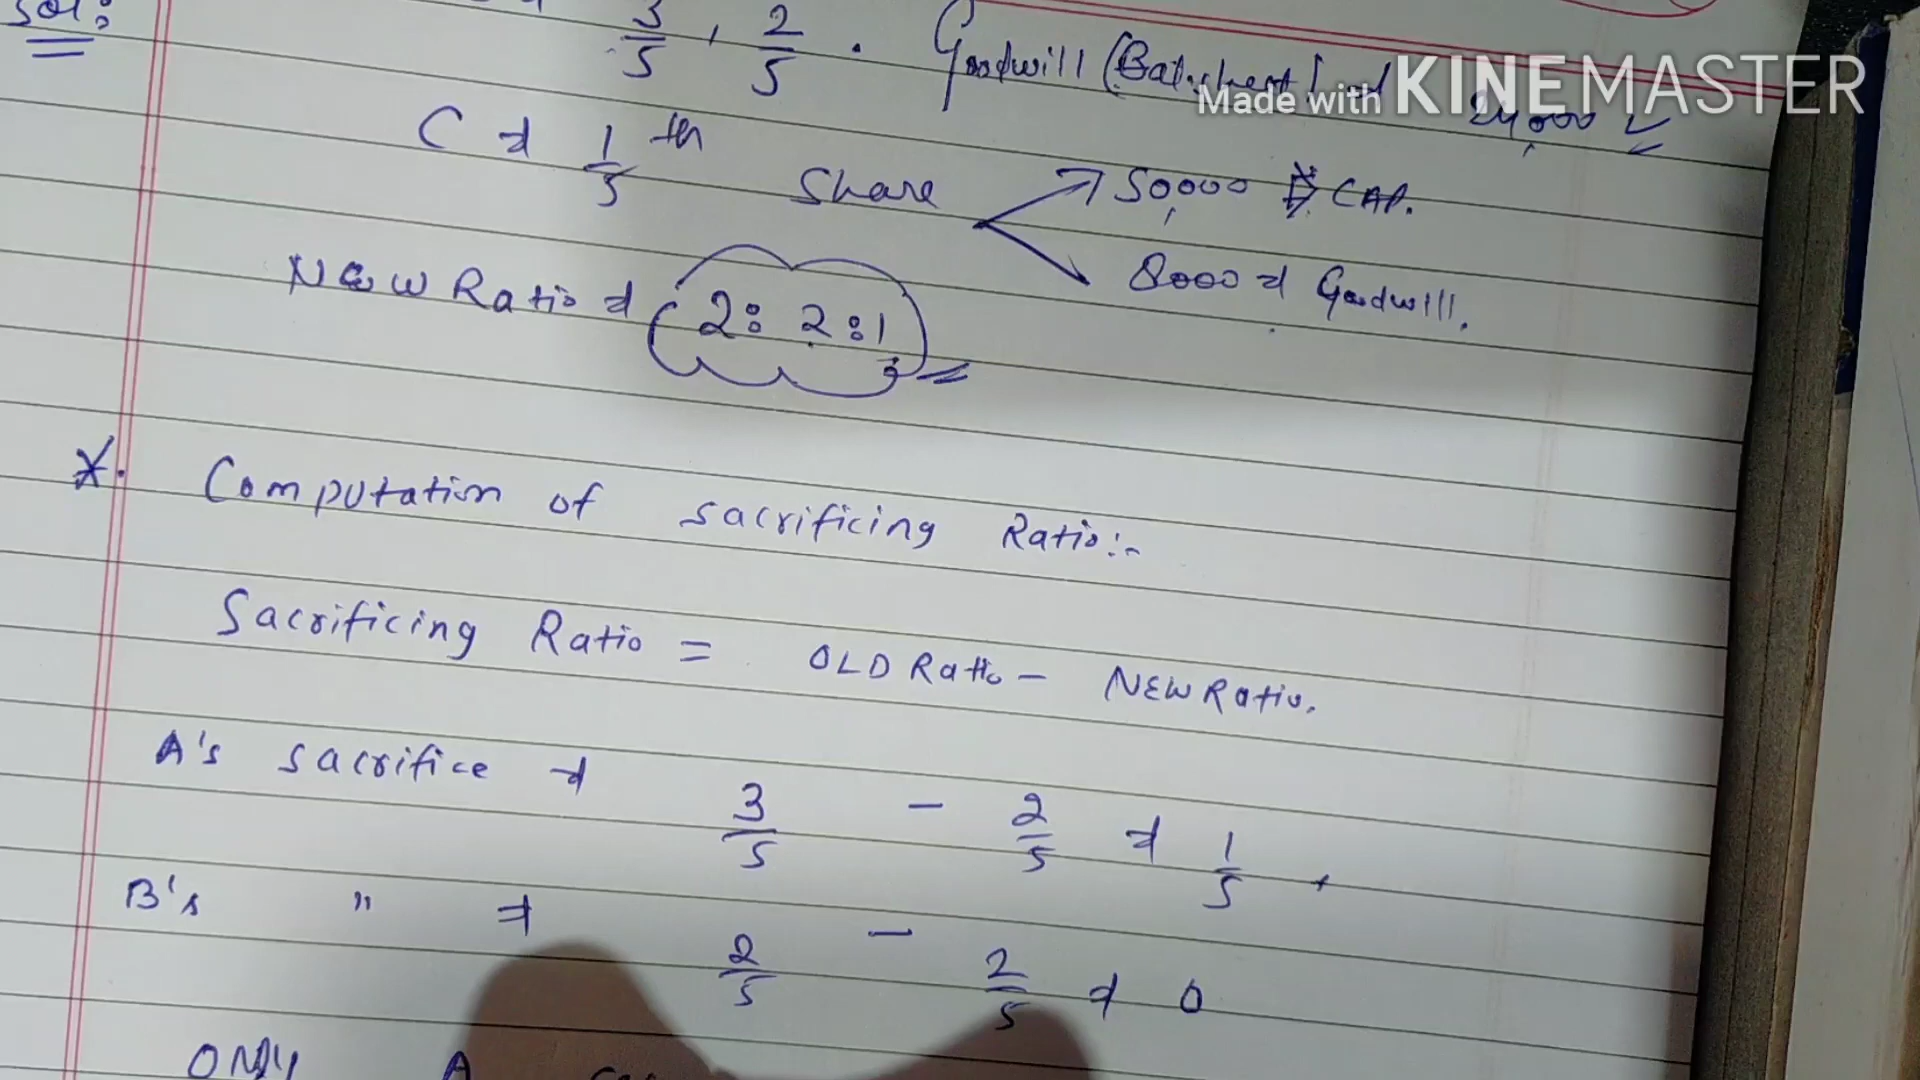 Sol:
3/5, 2/5. Goodwill (Bal. sheet)
Made with KINEMASTER
24,000 ✓
C ⇒ 1/5 th Share
50,000 ⇒ CAP.
8000 ⇒ Goodwill.
New Ratio ⇒ 2:2:1
*. Computation of sacrificing Ratio:-
Sacrificing Ratio = OLD Ratio - NEW Ratio.
A's sacrifice ⇒ 3/5 - 2/5 ⇒ 1/5
B's " ⇒ 2/5 - 2/5 ⇒ 0
ONLY A